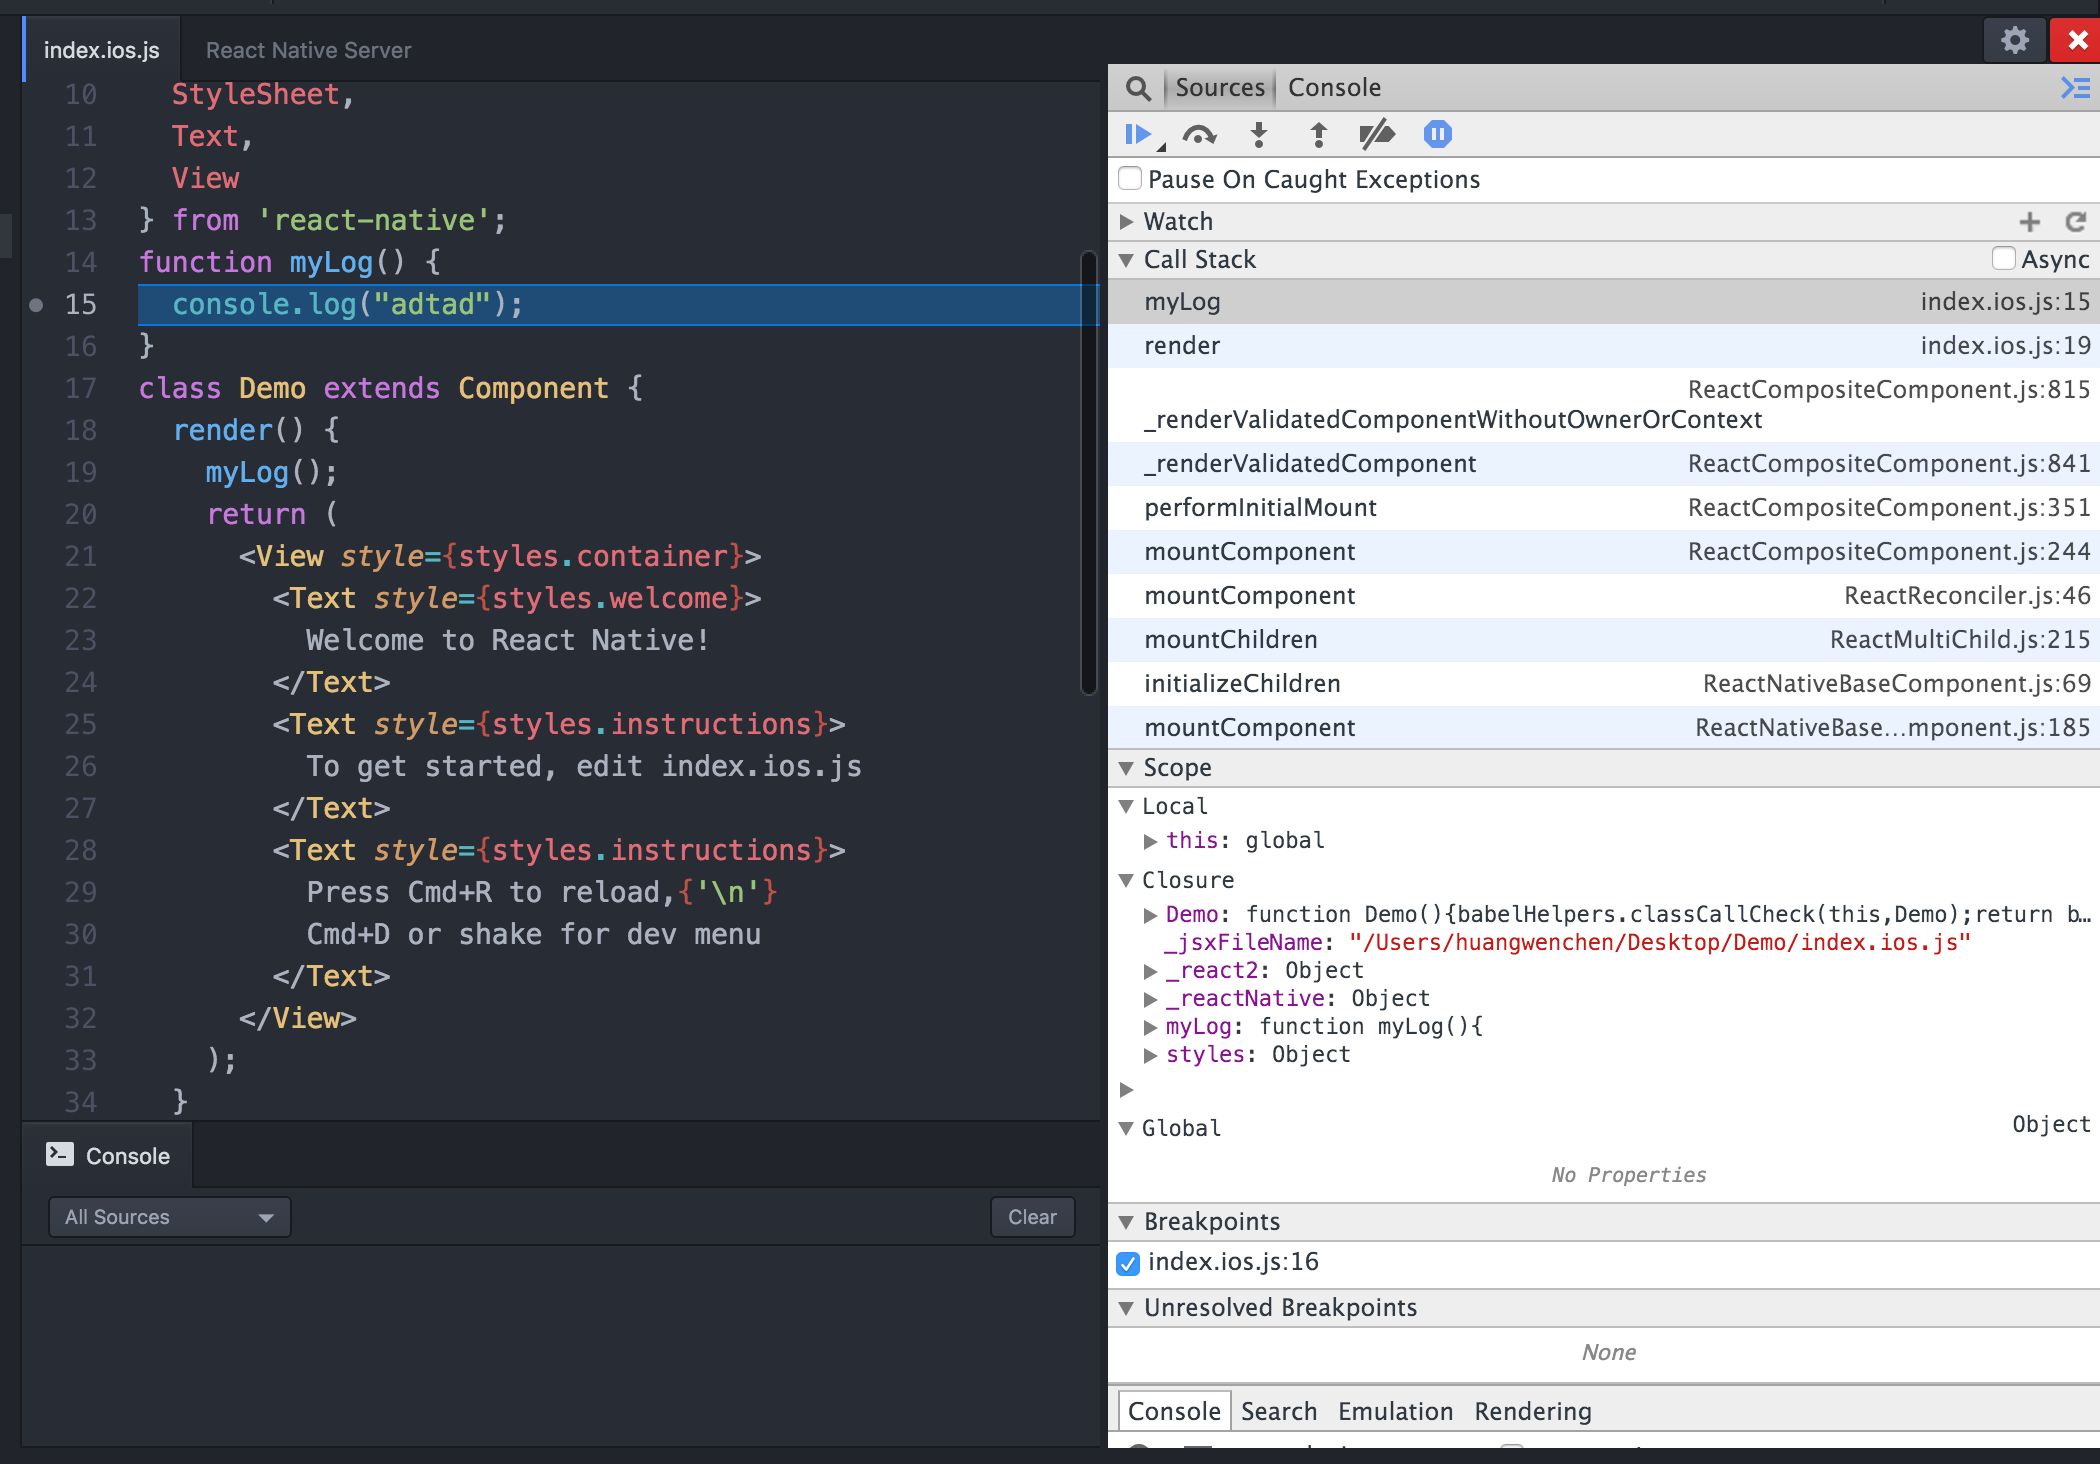 index.ios.js
React Native Server
10   StyleSheet,
11   Text,
12   View
13 } from 'react-native';
14 function myLog() {
15   console.log("adtad");
16 }
17 class Demo extends Component {
18   render() {
19     myLog();
20     return (
21       <View style={styles.container}>
22         <Text style={styles.welcome}>
23           Welcome to React Native!
24         </Text>
25         <Text style={styles.instructions}>
26           To get started, edit index.ios.js
27         </Text>
28         <Text style={styles.instructions}>
29           Press Cmd+R to reload,{'\n'}
30           Cmd+D or shake for dev menu
31         </Text>
32       </View>
33     );
34   }
Console
All Sources
Clear
Sources Console
Pause On Caught Exceptions
Watch
Call Stack Async
myLog index.ios.js:15
render index.ios.js:19
ReactCompositeComponent.js:815
_renderValidatedComponentWithoutOwnerOrContext
_renderValidatedComponent ReactCompositeComponent.js:841
performInitialMount ReactCompositeComponent.js:351
mountComponent ReactCompositeComponent.js:244
mountComponent ReactReconciler.js:46
mountChildren ReactMultiChild.js:215
initializeChildren ReactNativeBaseComponent.js:69
mountComponent ReactNativeBase...mponent.js:185
Scope
Local
this: global
Closure
Demo: function Demo(){babelHelpers.classCallCheck(this,Demo);return b…
_jsxFileName: "/Users/huangwenchen/Desktop/Demo/index.ios.js"
_react2: Object
_reactNative: Object
myLog: function myLog(){
styles: Object
Global Object
No Properties
Breakpoints
index.ios.js:16
Unresolved Breakpoints
None
Console Search Emulation Rendering